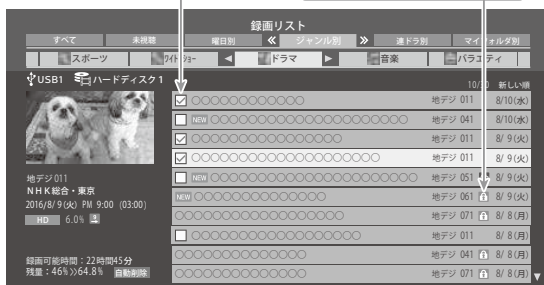 録画リスト
すべて 未視聴 曜日別 ≪ ジャンル別 ≫ 連ドラ別 マイフォルダ別
スポーツ ワイドショー ◀ ドラマ ▶ 音楽 バラエティ
USB1 ハードディスク1
新しい順
○○○○○○○○○○○○ 地デジ 011 8/10(水)
NEW ○○○○○○○○○○○○○○○○○○○○○○ 地デジ 041 8/10(水)
○○○○○○○○○○○○○○○○ 地デジ 011 8/ 9(火)
○○○○○○○○○○○○○○○○○○○○ 地デジ 011 8/ 9(火)
NEW ○○○○○○○○○○○○○○○○○○○○○○○ 地デジ 051 8/ 9(火)
NEW ○○○○○○○○○○○○○○ 地デジ 061 8/ 9(火)
○○○○○○○○○○○○○○○○○○ 地デジ 071 8/ 8(月)
○○○○○○○○○○○○○○○○○○ 地デジ 011 8/ 8(月)
○○○○○○○○○○○○○○ 地デジ 041 8/ 8(月)
○○○○○○○○○○○○○○ 地デジ 071 8/ 8(月)
地デジ011
NHK総合・東京
2016/8/ 9(火) PM 9:00 (03:00)
HD 6.0%
録画可能時間：22時間45分
残量：46%≫64.8% 自動削除